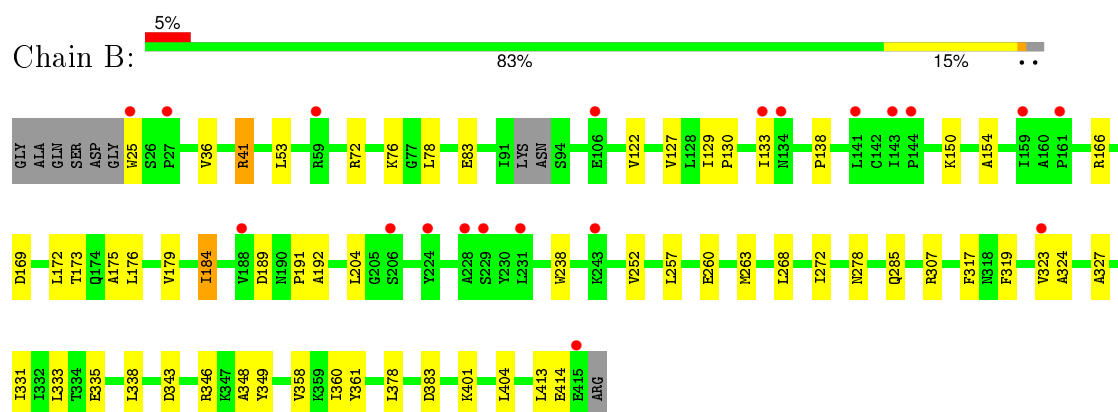 5%
Chain B:
83% 15% • •
GLY ALA GLN SER ASP GLY W25 S26 P27 V36 R41 L53 R59 R72 K76 G77 L78 E83 I91 LYS ASN S94 E106 V122 V127 L128 I129 P130 I133 N134 P138 L141 C142 I143 P144 K150 A154 I159 A160 P161 R166
D169 L172 T173 Q174 A175 L176 V179 I184 V188 D189 N190 P191 A192 L204 G205 S206 Y224 A228 S229 Y230 L231 W238 K243 V252 L257 E260 M263 L268 I272 N278 Q285 R307 F317 N318 F319 V323 A324 A327
I331 I332 L333 T334 E335 L338 D343 R346 K347 A348 Y349 V358 K359 I360 Y361 L378 D383 K401 L404 L413 E414 E415 ARG